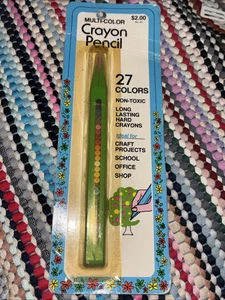 MULTI-COLOR
$2.00
Crayon
Pencil
27
COLORS
NON-TOXIC
LONG
LASTING
HARD
CRAYONS
Ideal for:
CRAFT
PROJECTS
SCHOOL
OFFICE
SHOP